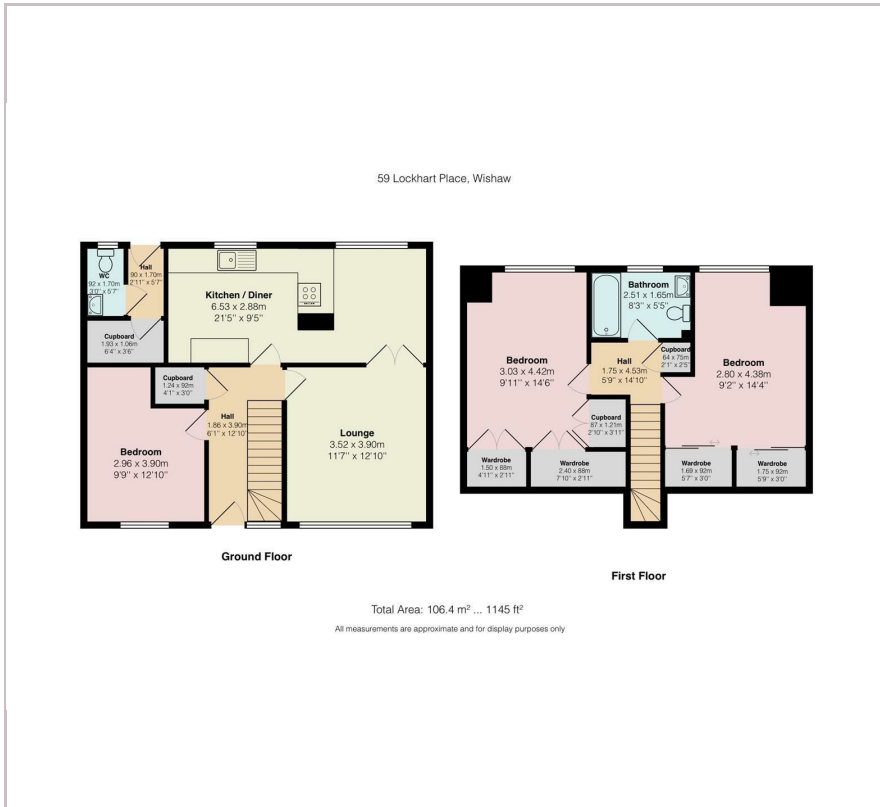 59 Lockhart Place, Wishaw
WC
92 x 1.70m
3'0" x 5'7"
Hall
90 x 1.70m
2'11" x 5'7"
Kitchen / Diner
6.53 x 2.88m
21'5" x 9'5"
Cupboard
1.93 x 1.06m
6'4" x 3'6"
Cupboard
1.24 x 92m
4'1" x 3'0"
Hall
1.86 x 3.90m
6'1" x 12'10"
Bedroom
2.96 x 3.90m
9'9" x 12'10"
Lounge
3.52 x 3.90m
11'7" x 12'10"
Ground Floor
Bathroom
2.51 x 1.65m
8'3" x 5'5"
Bedroom
3.03 x 4.42m
9'11" x 14'6"
Hall
1.75 x 4.53m
5'9" x 14'10"
Cupboard
64 x 75m
2'1" x 2'5"
Bedroom
2.80 x 4.38m
9'2" x 14'4"
Cupboard
87 x 1.21m
2'10" x 3'11"
Wardrobe
1.50 x 88m
4'11" x 2'11"
Wardrobe
2.40 x 88m
7'10" x 2'11"
Wardrobe
1.69 x 92m
5'7" x 3'0"
Wardrobe
1.75 x 92m
5'9" x 3'0"
First Floor
Total Area: 106.4 m² ... 1145 ft²
All measurements are approximate and for display purposes only